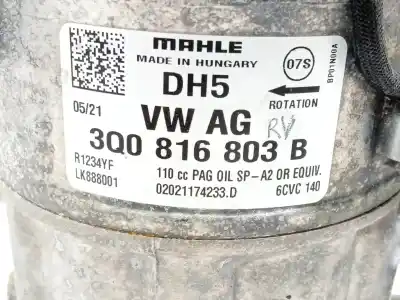 MAHLE
MADE IN HUNGARY
07S
BP01N00A
DH5
05/21
ROTATION
VW AG
RV
3Q0 816 803 B
R1234YF
110 cc PAG OIL SP-A2 OR EQUIV.
LK888001
02021174233.D
6CVC 140